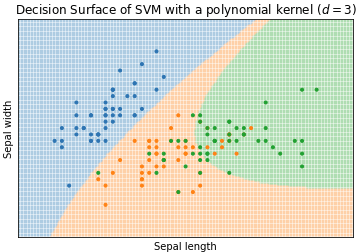 Decision Surface of SVM with a polynomial kernel (d = 3)
Sepal width
Sepal length